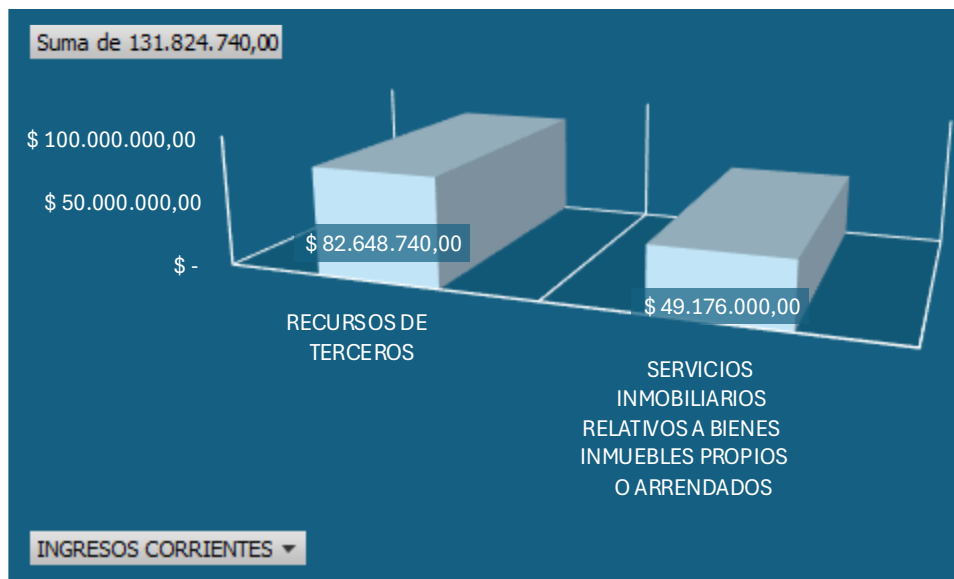 Suma de 131.824.740,00
$ 100.000.000,00
$ 50.000.000,00
$ -
$ 82.648.740,00
$ 49.176.000,00
RECURSOS DE
TERCEROS
SERVICIOS
INMOBILIARIOS
RELATIVOS A BIENES
INMUEBLES PROPIOS
O ARRENDADOS
INGRESOS CORRIENTES